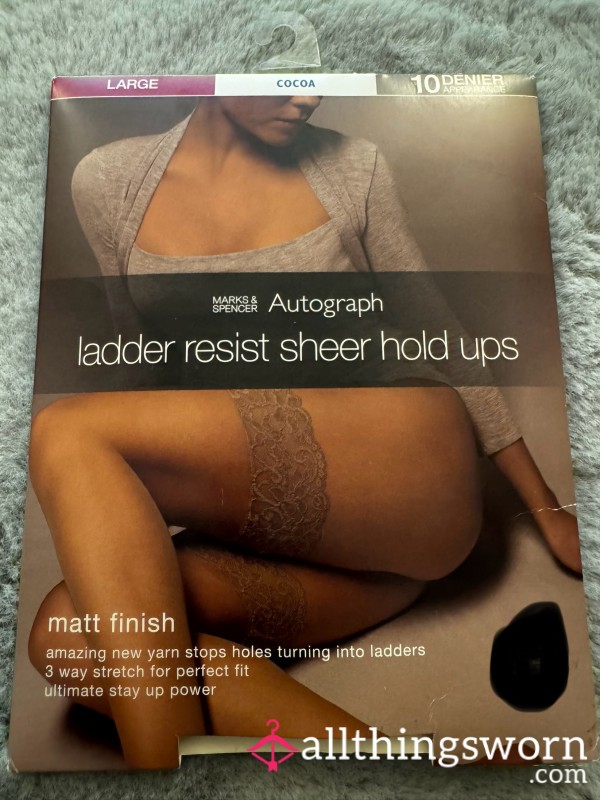 LARGE
COCOA
10 DENIER
APPEARANCE
MARKS &
SPENCER
Autograph
ladder resist sheer hold ups
matt finish
amazing new yarn stops holes turning into ladders
3 way stretch for perfect fit
ultimate stay up power
allthingsworn
.com